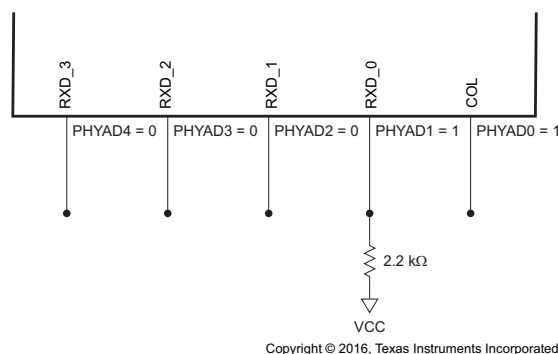 RXD_3
RXD_2
RXD_1
RXD_0
COL
PHYAD4 = 0
PHYAD3 = 0
PHYAD2 = 0
PHYAD1 = 1
PHYAD0 = 1
2.2 kΩ
VCC
Copyright © 2016, Texas Instruments Incorporated